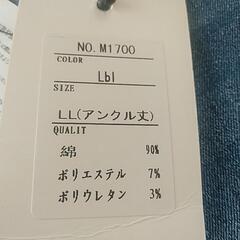 NO. M1700
COLOR
Lbl
SIZE
LL(アンクル丈)
QUALIT
綿 90%
ポリエステル 7%
ポリウレタン 3%